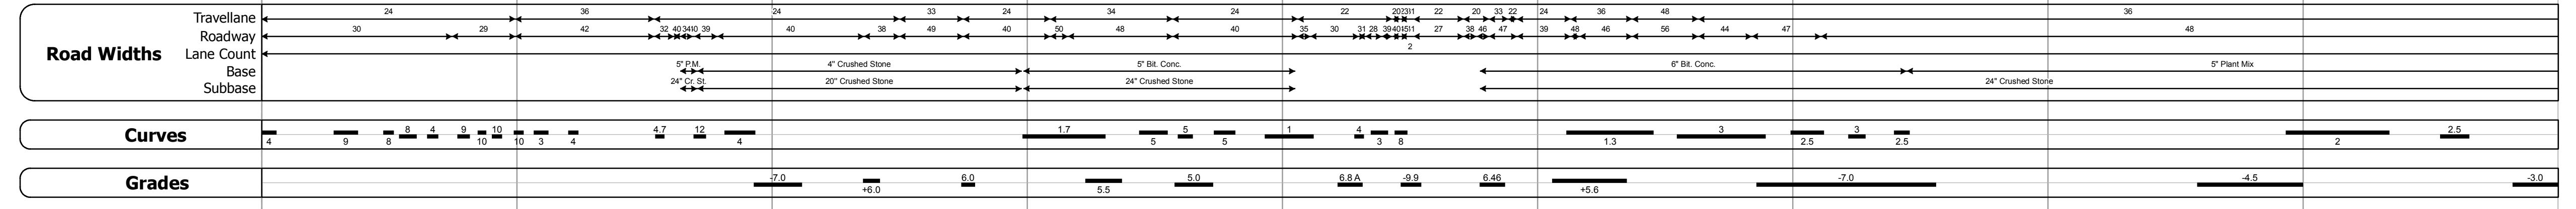 Road Widths
Travellane 24 36 24 33 24 34 24 22 22 20 33 22 24 36 48 36
Roadway 30 29 42 32 40 34 40 39 40 38 49 40 50 48 40 35 30 31 28 39 27 38 46 47 39 48 46 56 44 47 48
Lane Count 2
Base 5" P.M. 4" Crushed Stone 5" Bit. Conc. 6" Bit. Conc. 5" Plant Mix
Subbase 24" Cr. St. 20" Crushed Stone 24" Crushed Stone 24" Crushed Stone
Curves
8 4 9 10 4.7 12 1.7 5 1 4 3 3 2.5
4 9 8 10 10 3 4 4 5 5 3 8 1.3 2.5 2.5 2
Grades
-7.0 6.0 5.0 6.8 A -9.9 6.46 -7.0 -4.5 -3.0
+6.0 5.5 +5.6